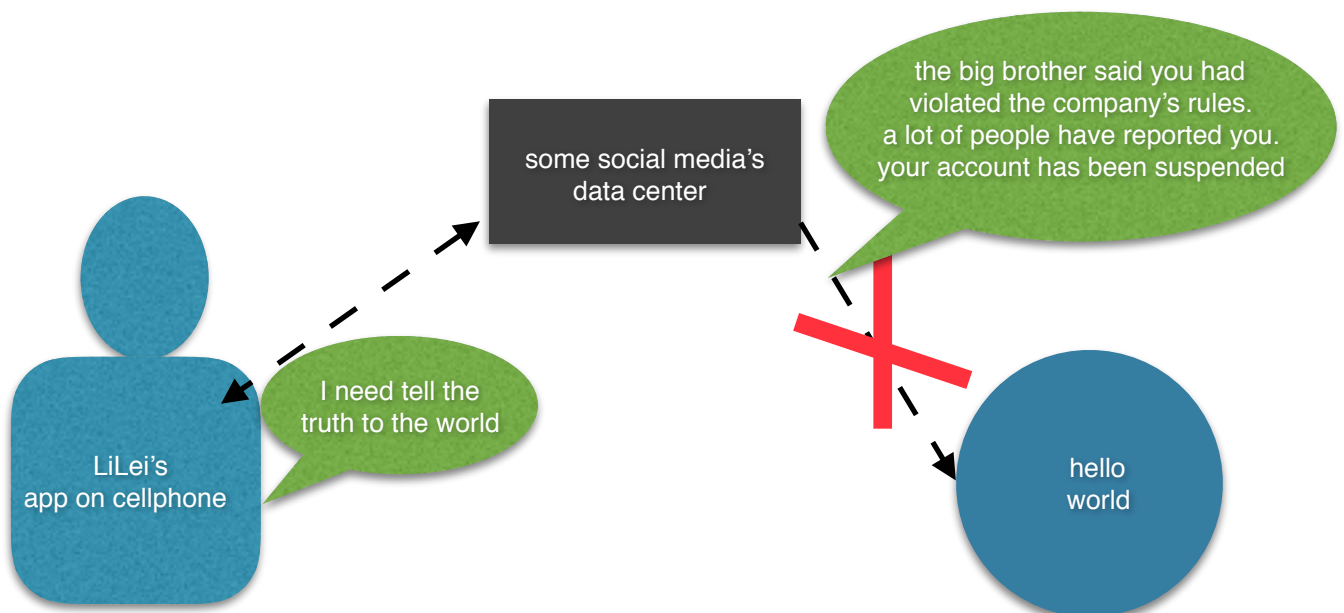 the big brother said you had
violated the company's rules.
a lot of people have reported you.
your account has been suspended
some social media's
data center
I need tell the
truth to the world
LiLei's
app on cellphone
hello
world